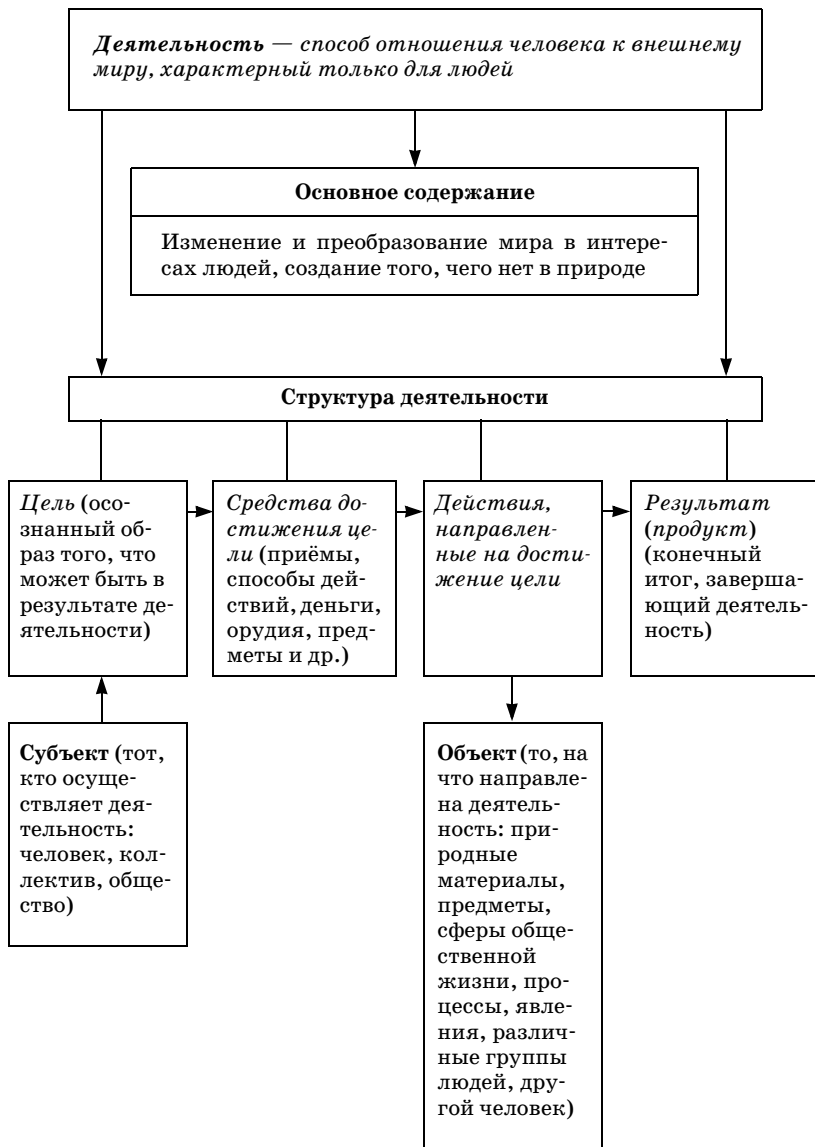 Деятельность — способ отношения человека к внешнему
миру, характерный только для людей
Основное содержание
Изменение и преобразование мира в интере-
сах людей, создание того, чего нет в природе
Структура деятельности
Цель (осо-
знанный об-
раз того, что
может быть в
результате де-
ятельности)
Средства до-
стижения це-
ли (приёмы,
способы дей-
ствий, деньги,
орудия, пред-
меты и др.)
Действия,
направлен-
ные на дости-
жение цели
Результат
(продукт)
(конечный
итог, заверша-
ющий деятель-
ность)
Субъект (тот,
кто осуще-
ствляет дея-
тельность:
человек, кол-
лектив, обще-
ство)
Объект (то, на
что направле-
на деятель-
ность: при-
родные
материалы,
предметы,
сферы обще-
ственной
жизни, про-
цессы, явле-
ния, различ-
ные группы
людей, дру-
гой человек)